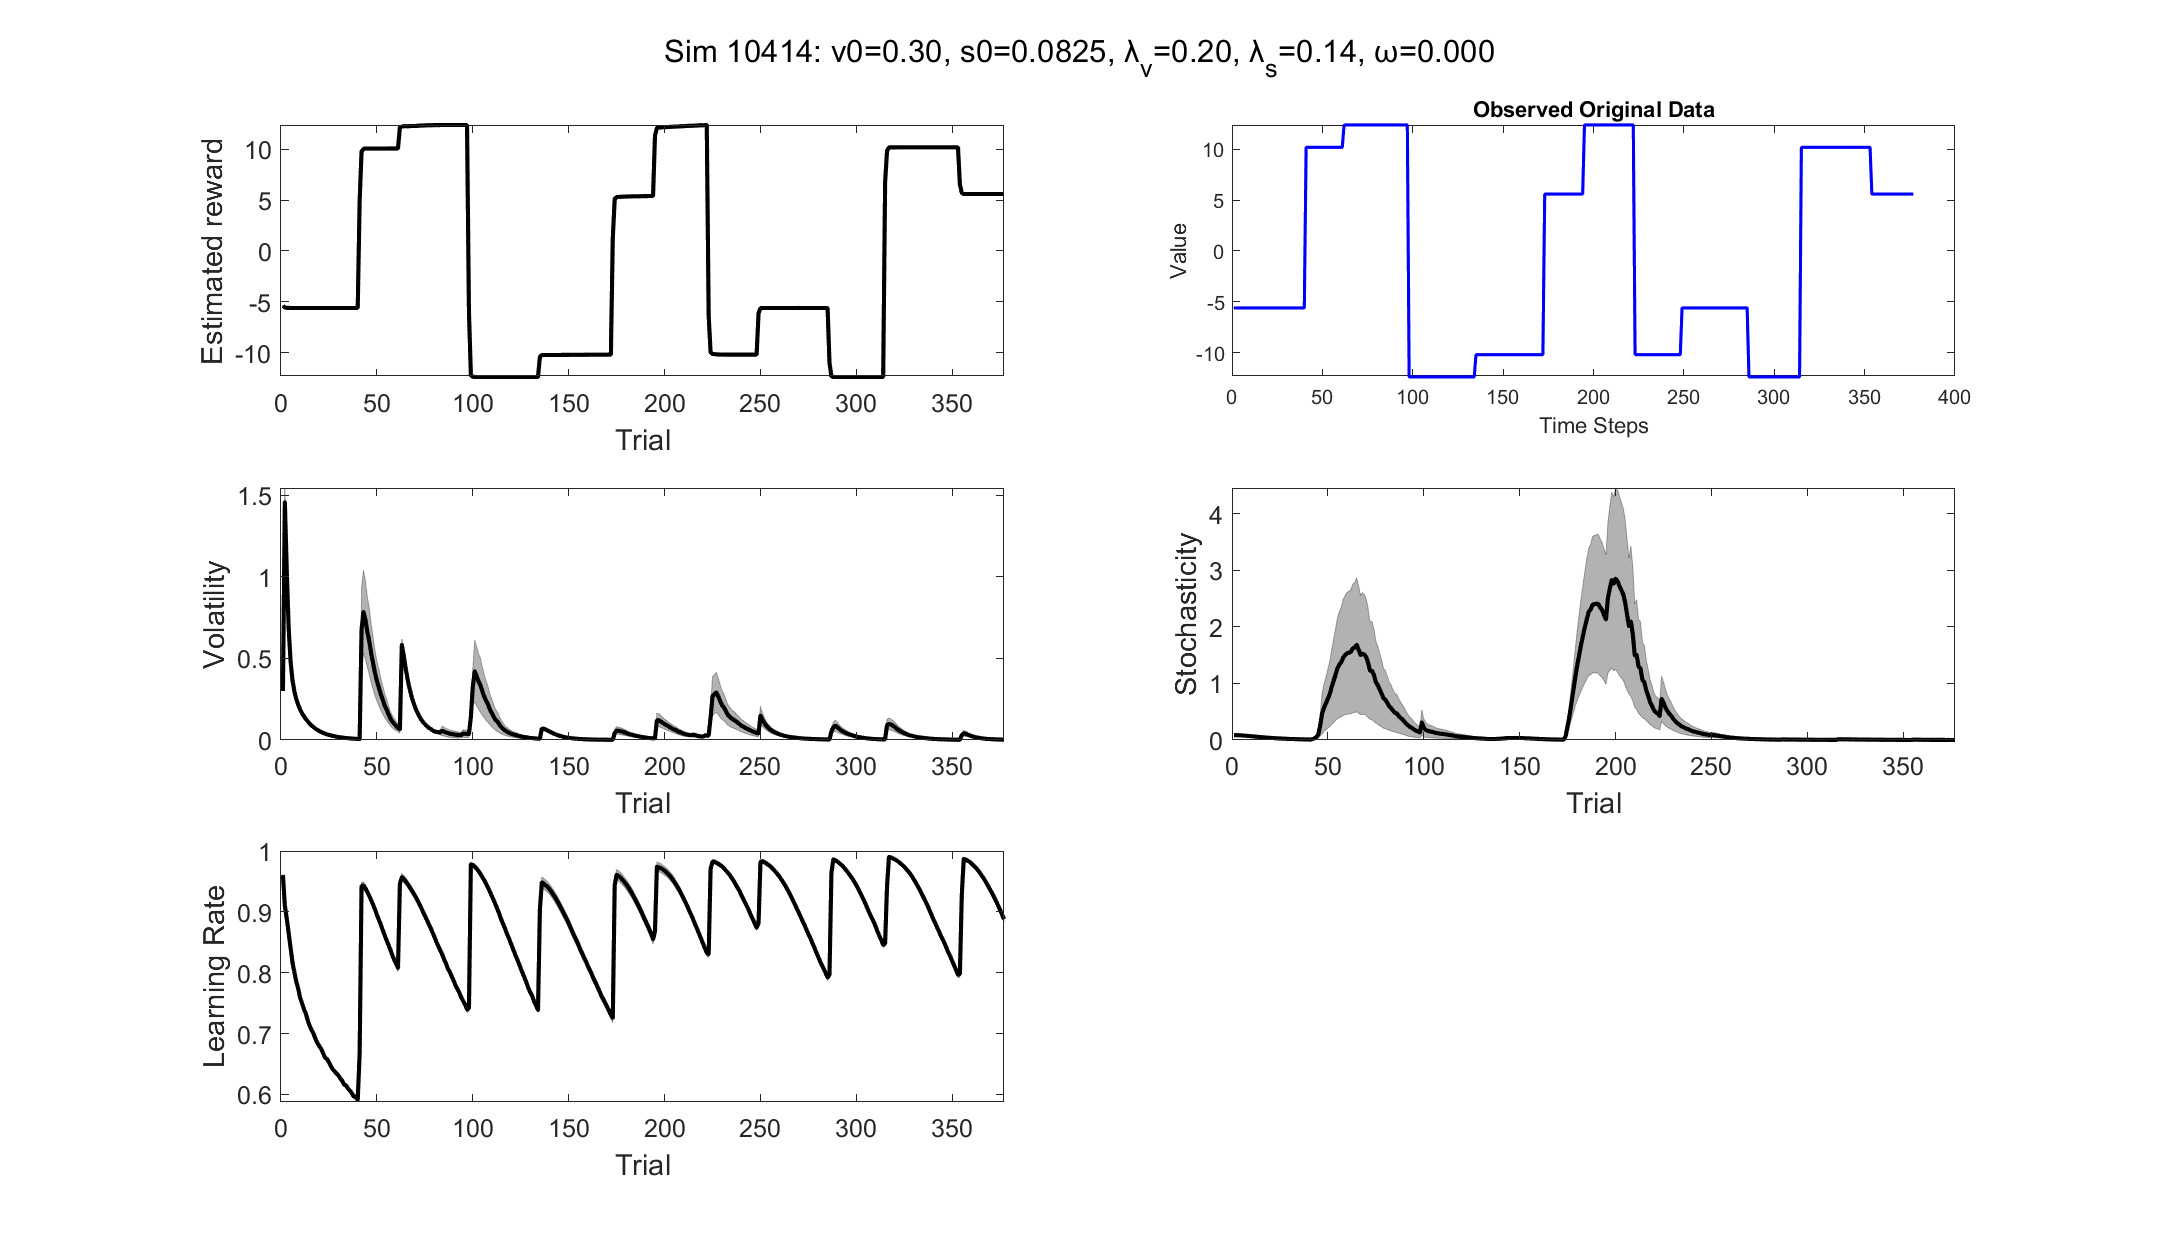 Sim 10414: v0=0.30, s0=0.0825, λv=0.20, λs=0.14, ω=0.000
Estimated reward
10
5
0
-5
-10
0 50 100 150 200 250 300 350
Trial
Observed Original Data
Value
10
5
0
-5
-10
0 50 100 150 200 250 300 350 400
Time Steps
Volatility
1.5
1
0.5
0
0 50 100 150 200 250 300 350
Trial
Stochasticity
4
3
2
1
0
0 50 100 150 200 250 300 350
Trial
Learning Rate
1
0.9
0.8
0.7
0.6
0 50 100 150 200 250 300 350
Trial